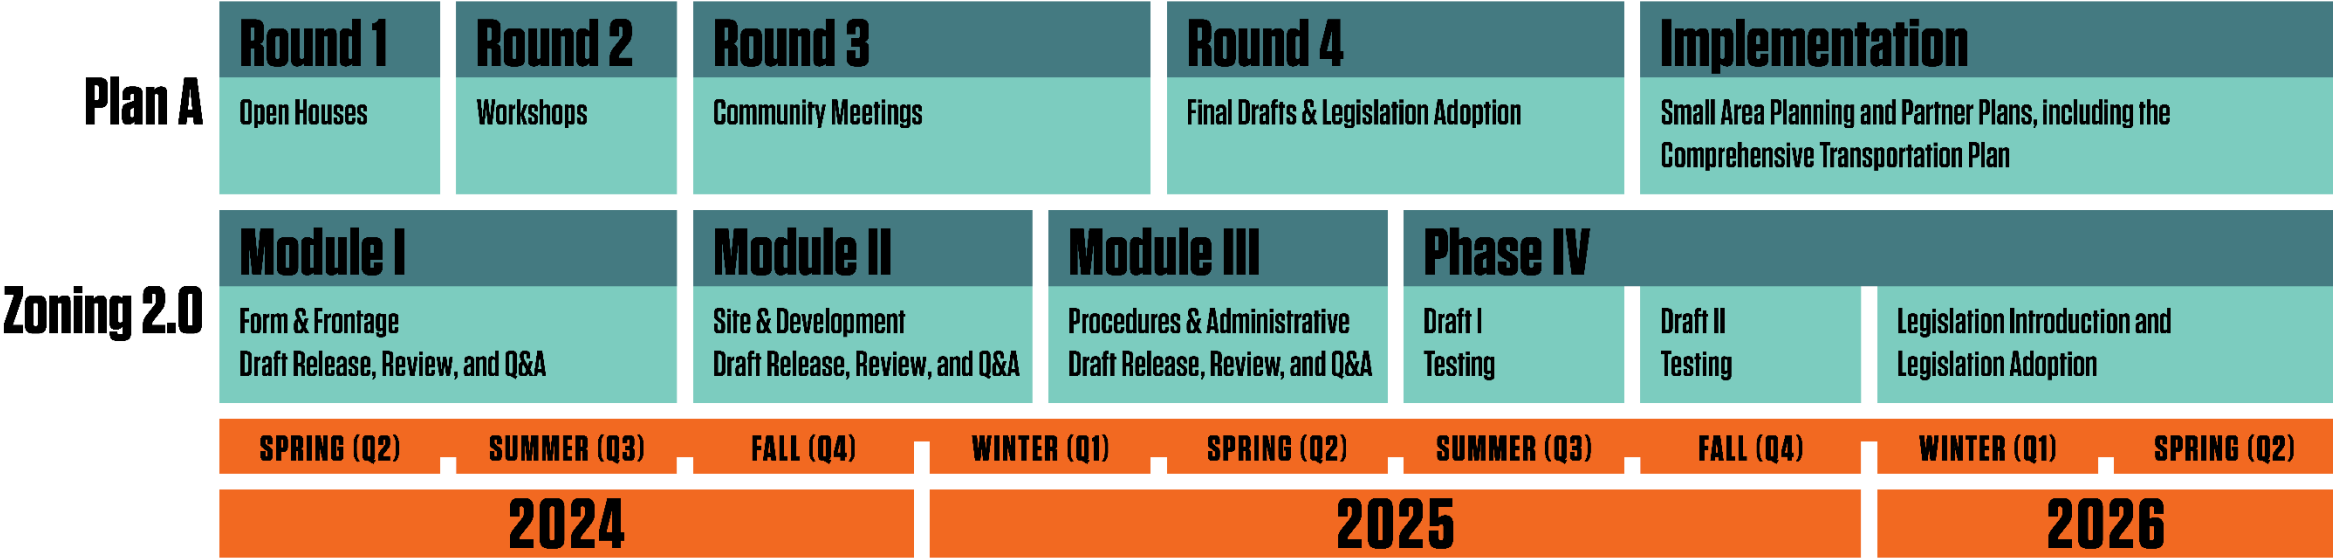 Plan A
Round 1
Open Houses
Round 2
Workshops
Round 3
Community Meetings
Round 4
Final Drafts & Legislation Adoption
Implementation
Small Area Planning and Partner Plans, including the
Comprehensive Transportation Plan
Zoning 2.0
Module I
Form & Frontage
Draft Release, Review, and Q&A
Module II
Site & Development
Draft Release, Review, and Q&A
Module III
Procedures & Administrative
Draft Release, Review, and Q&A
Phase IV
Draft I
Testing
Draft II
Testing
Legislation Introduction and
Legislation Adoption
SPRING (Q2)
SUMMER (Q3)
FALL (Q4)
WINTER (Q1)
SPRING (Q2)
SUMMER (Q3)
FALL (Q4)
WINTER (Q1)
SPRING (Q2)
2024
2025
2026